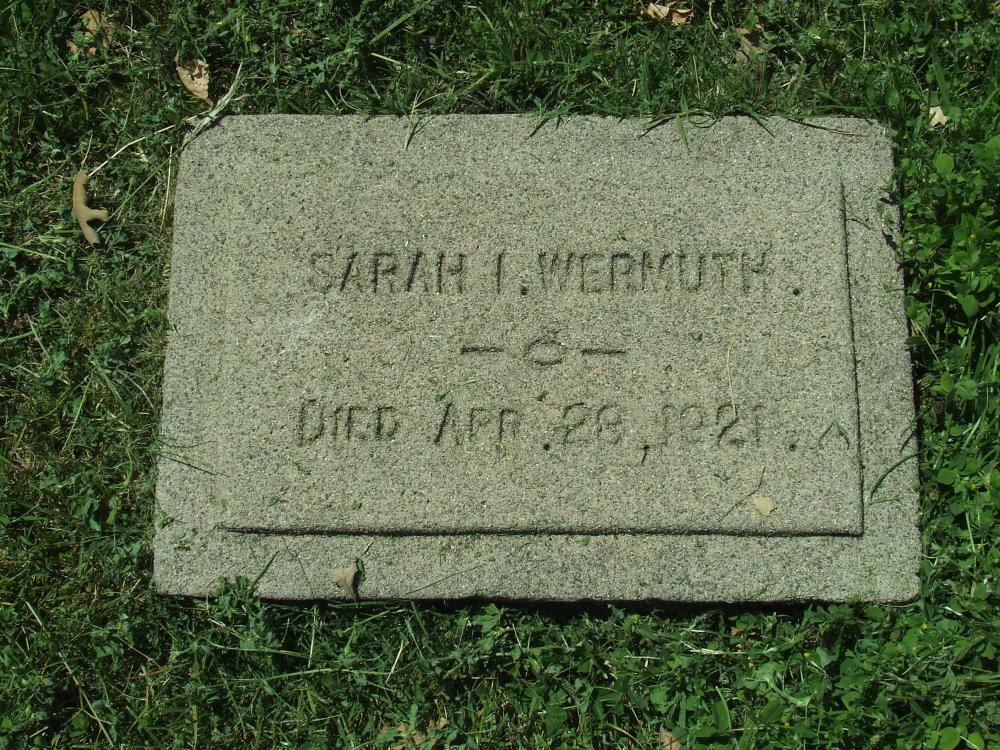 SARAH I. WERMUTH.
DIED APR. 28, 1921.